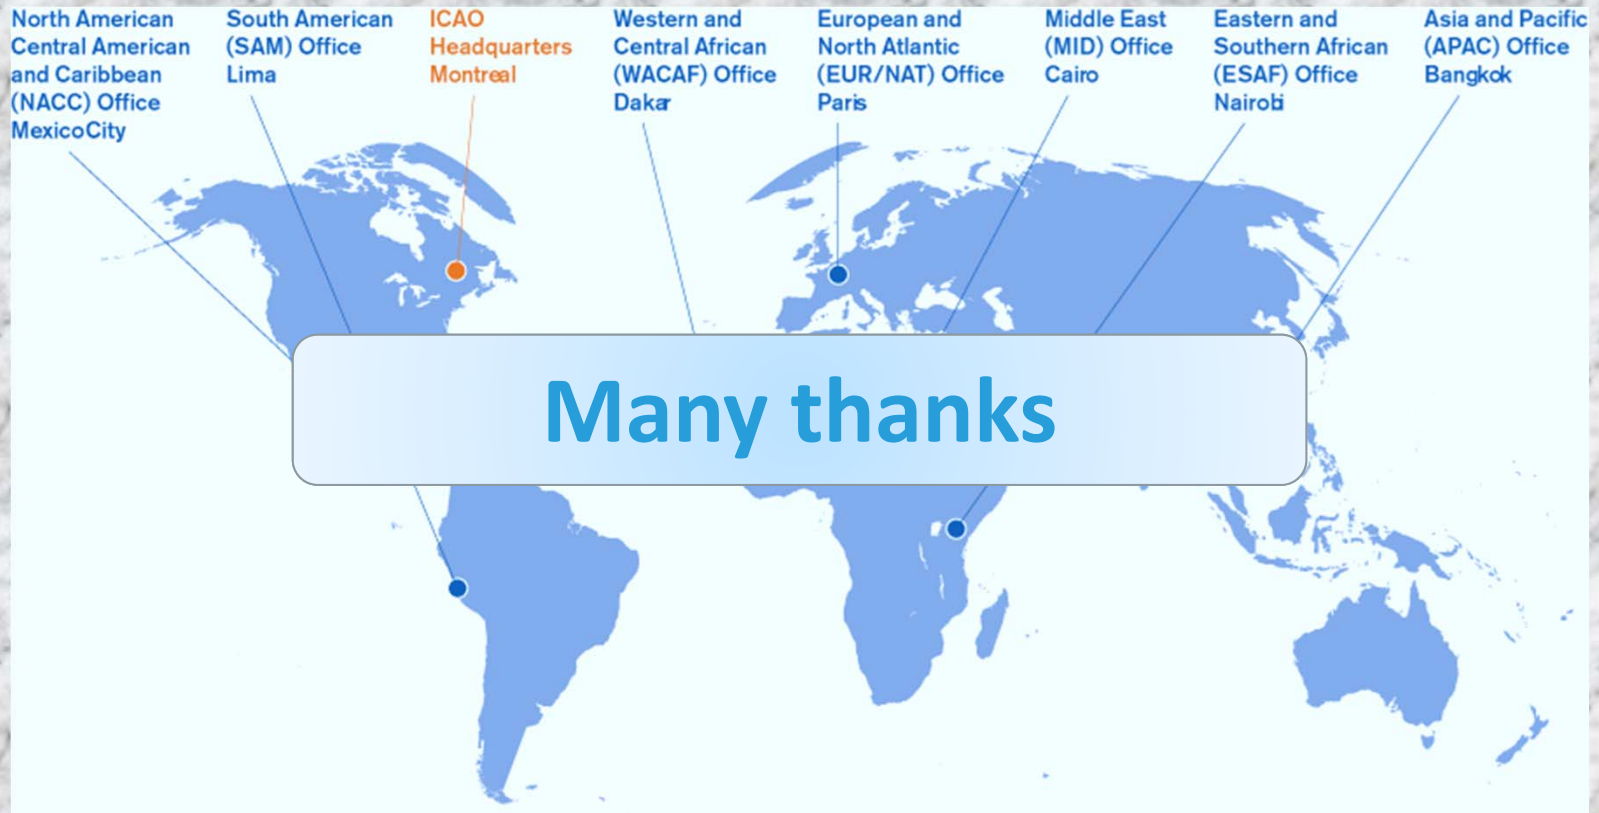 North American
Central American
and Caribbean
(NACC) Office
MexicoCity
South American
(SAM) Office
Lima
ICAO
Headquarters
Montreal
Western and
Central African
(WACAF) Office
Dakar
European and
North Atlantic
(EUR/NAT) Office
Paris
Middle East
(MID) Office
Cairo
Eastern and
Southern African
(ESAF) Office
Nairobi
Asia and Pacific
(APAC) Office
Bangkok
Many thanks